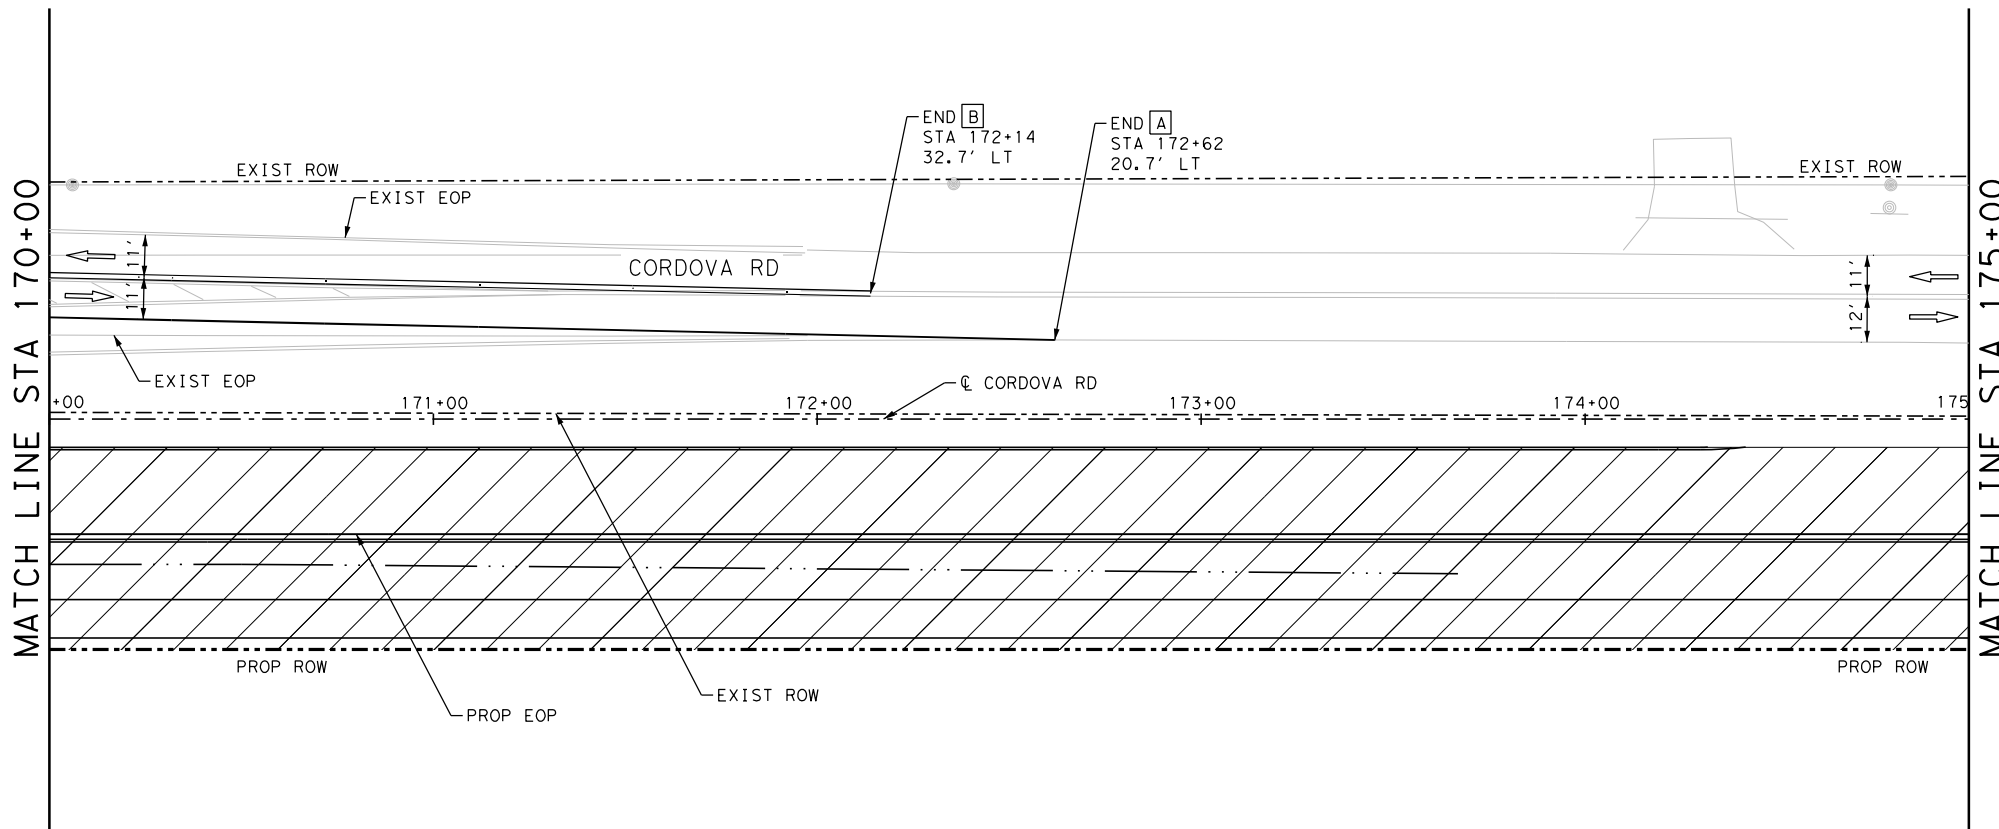 MATCH LINE STA 170+00
END B
STA 172+14
32.7' LT
END A
STA 172+62
20.7' LT
EXIST ROW
EXIST ROW
EXIST EOP
11'
11'
CORDOVA RD
11'
12'
EXIST EOP
℄ CORDOVA RD
+00
171+00
172+00
173+00
174+00
175
PROP ROW
PROP ROW
EXIST ROW
PROP EOP
MATCH LINE STA 175+00